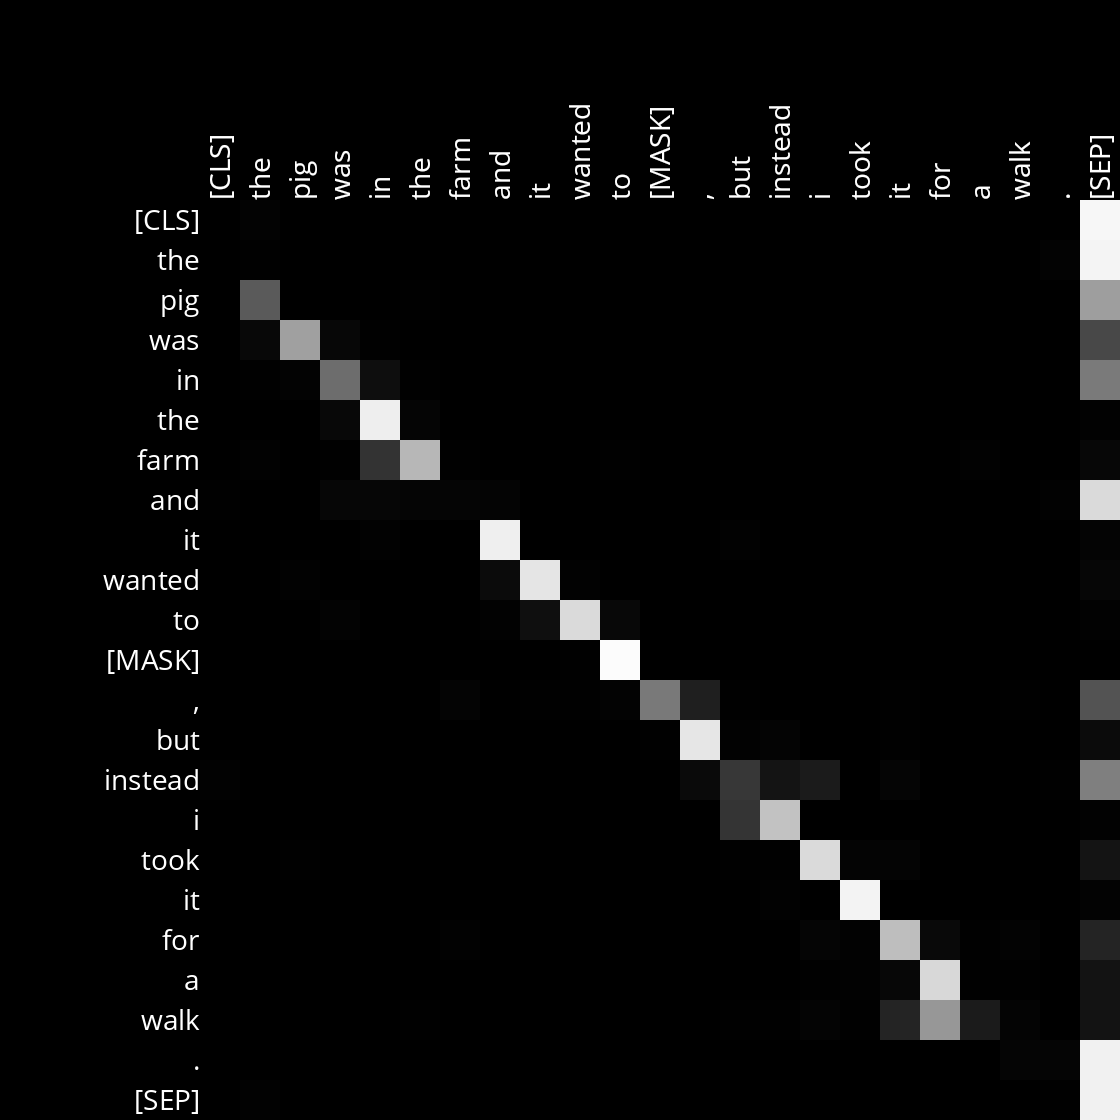 [CLS] the pig was in the farm and it wanted to [MASK] , but instead i took it for a walk . [SEP]
[CLS]
the
pig
was
in
the
farm
and
it
wanted
to
[MASK]
,
but
instead
i
took
it
for
a
walk
.
[SEP]